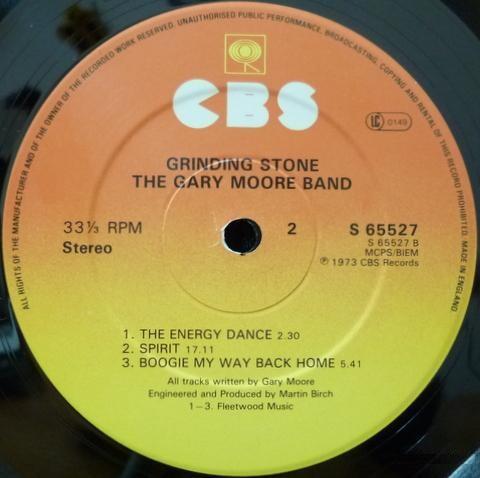 ALL RIGHTS OF THE MANUFACTURER AND OF THE OWNER OF THE RECORDED WORK RESERVED. UNAUTHORISED PUBLIC PERFORMANCE, BROADCASTING, COPYING AND RENTAL OF THIS RECORD PROHIBITED. MADE IN ENGLAND
CBS
LC 0149
GRINDING STONE
THE GARY MOORE BAND
33⅓ RPM 2 S 65527
Stereo S 65527 B
MCPS/BIEM
℗ 1973 CBS Records
1. THE ENERGY DANCE 2.30
2. SPIRIT 17.11
3. BOOGIE MY WAY BACK HOME 5.41
All tracks written by Gary Moore
Engineered and Produced by Martin Birch
1—3. Fleetwood Music